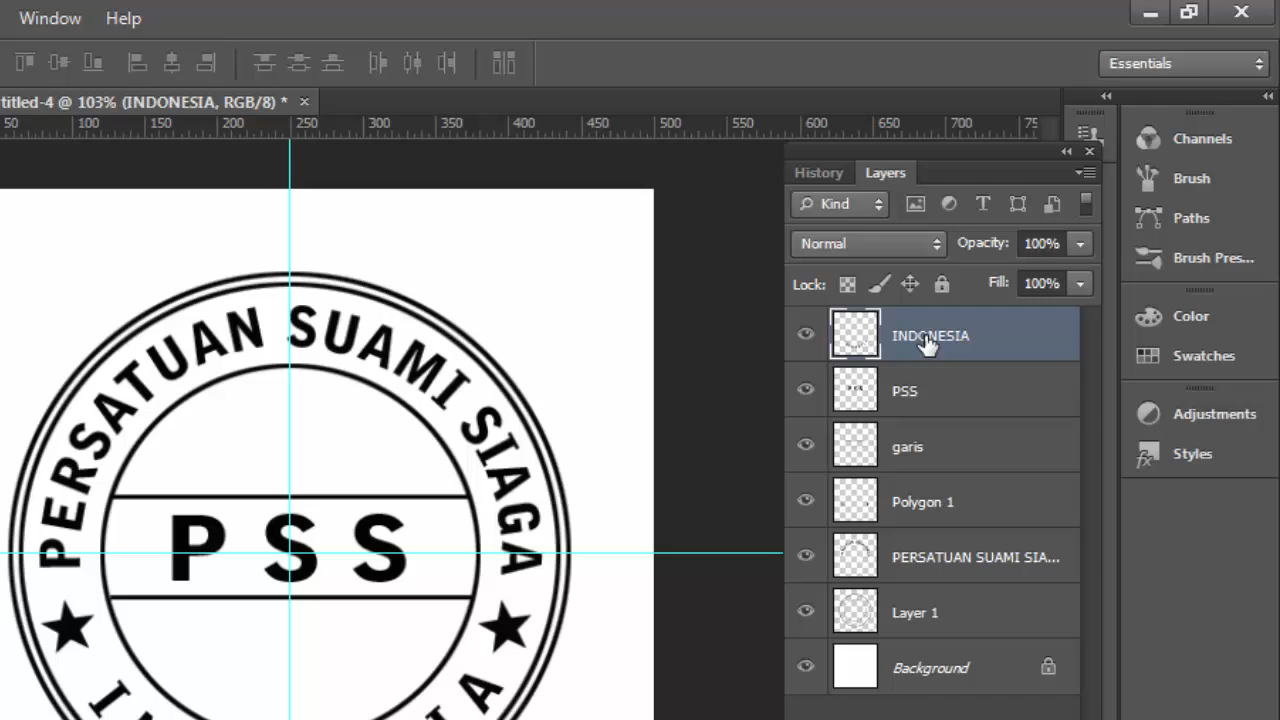 Window Help
Essentials
titled-4 @ 103% (INDONESIA, RGB/8) * ×
50 100 150 200 250 300 350 400 450 500 550 600 650 700 75
History Layers
Kind
Normal Opacity: 100%
Lock: Fill: 100%
INDONESIA
PSS
garis
Polygon 1
PERSATUAN SUAMI SIA...
Layer 1
Background
Channels
Brush
Paths
Brush Pres...
Color
Swatches
Adjustments
Styles
PERSATUAN SUAMI SIAGA
P S S